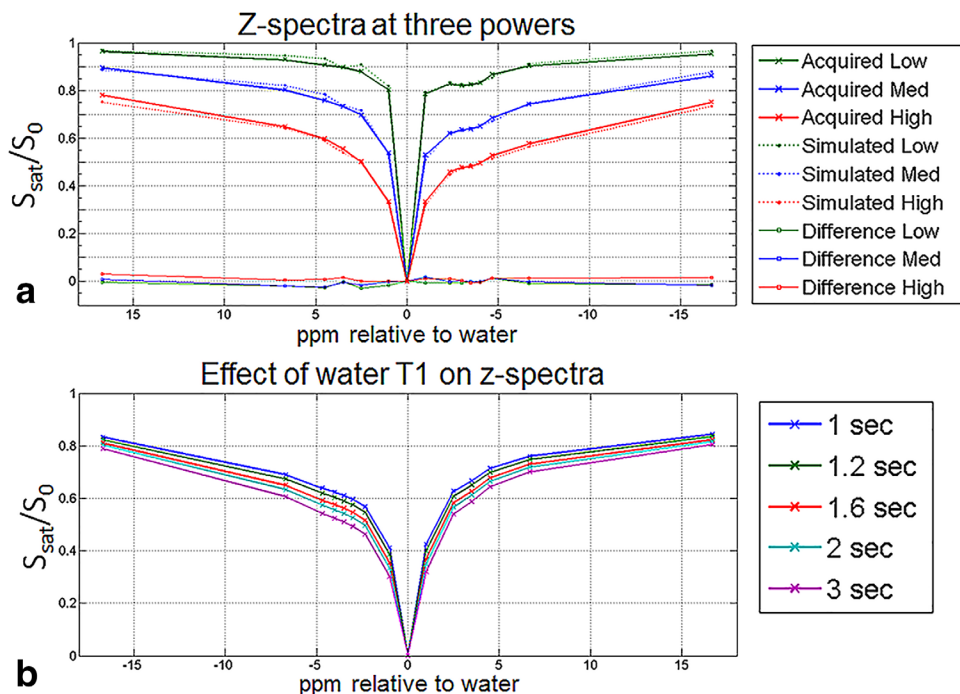 a
Z-spectra at three powers
1
0.8
0.6
0.4
0.2
0
S_sat/S_0
15 10 5 0 -5 -10 -15
ppm relative to water
Acquired Low
Acquired Med
Acquired High
Simulated Low
Simulated Med
Simulated High
Difference Low
Difference Med
Difference High
Effect of water T1 on z-spectra
1
0.8
0.6
0.4
0.2
0
S_sat/S_0
-15 -10 -5 0 5 10 15
ppm relative to water
1 sec
1.2 sec
1.6 sec
2 sec
3 sec
b